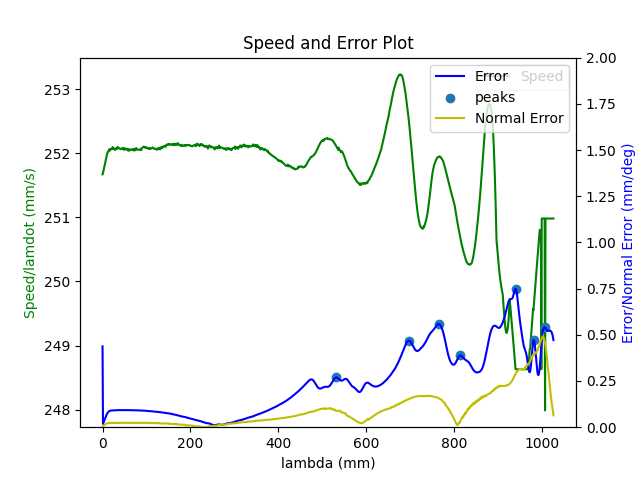 Speed and Error Plot
Speed/lamdot (mm/s)
253
252
251
250
249
248
Error
Speed
peaks
Normal Error
2.00
1.75
1.50
1.25
1.00
0.75
0.50
0.25
0.00
Error/Normal Error (mm/deg)
0
200
400
600
800
1000
lambda (mm)